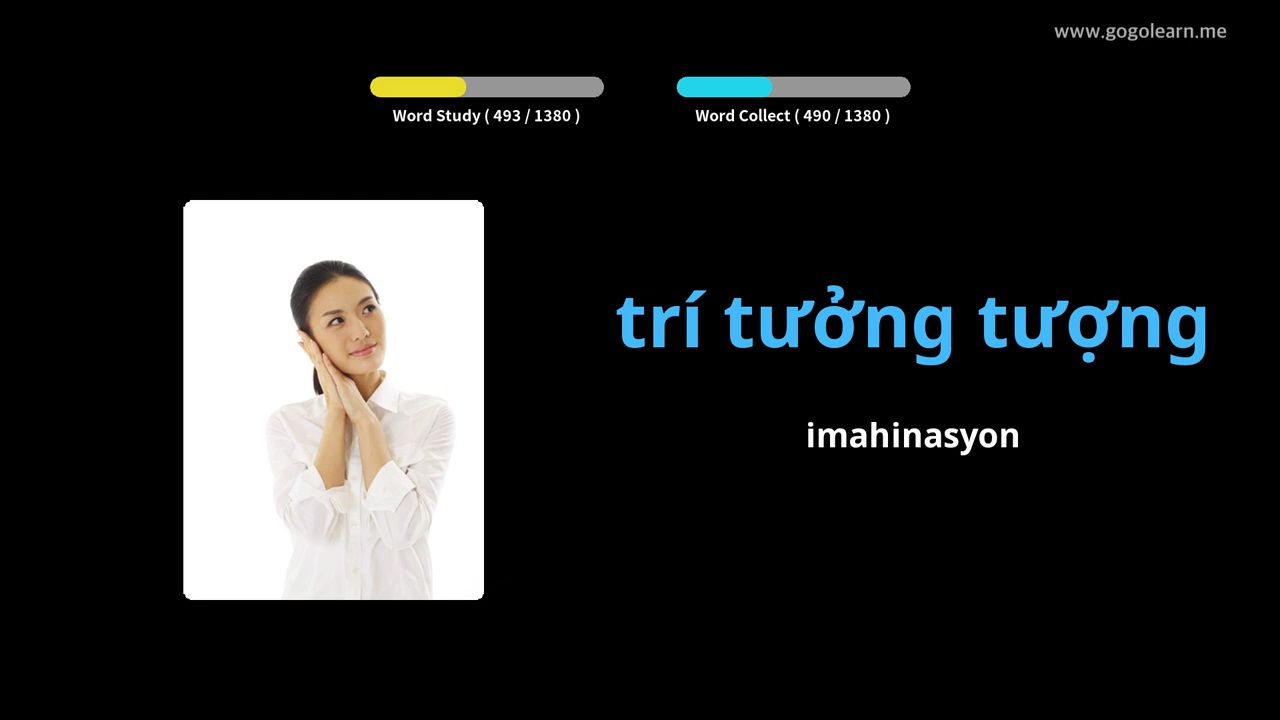 www.gogolearn.me
Word Study ( 493 / 1380 )
Word Collect ( 490 / 1380 )
trí tưởng tượng
imahinasyon